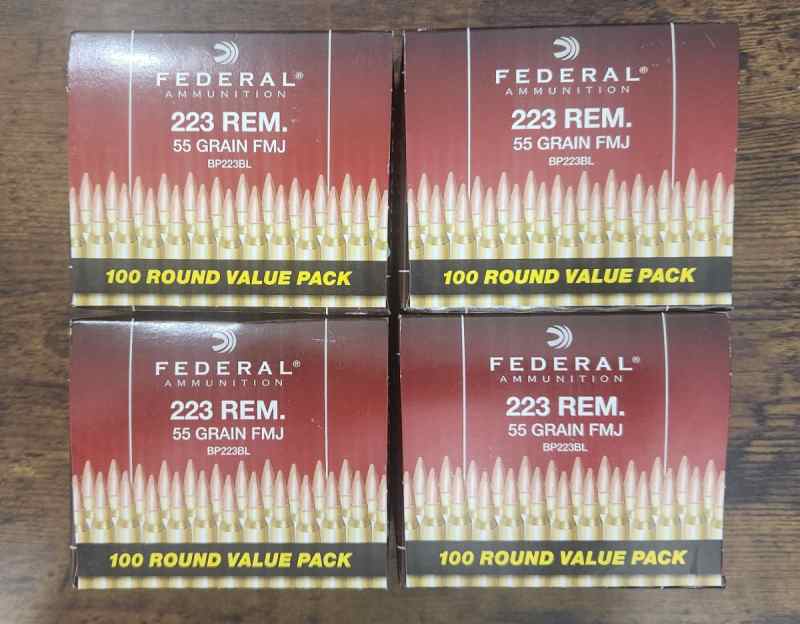 FEDERAL®
AMMUNITION
223 REM.
55 GRAIN FMJ
BP223BL
100 ROUND VALUE PACK
FEDERAL®
AMMUNITION
223 REM.
55 GRAIN FMJ
BP223BL
100 ROUND VALUE PACK
FEDERAL®
AMMUNITION
223 REM.
55 GRAIN FMJ
BP223BL
100 ROUND VALUE PACK
FEDERAL®
AMMUNITION
223 REM.
55 GRAIN FMJ
BP223BL
100 ROUND VALUE PACK